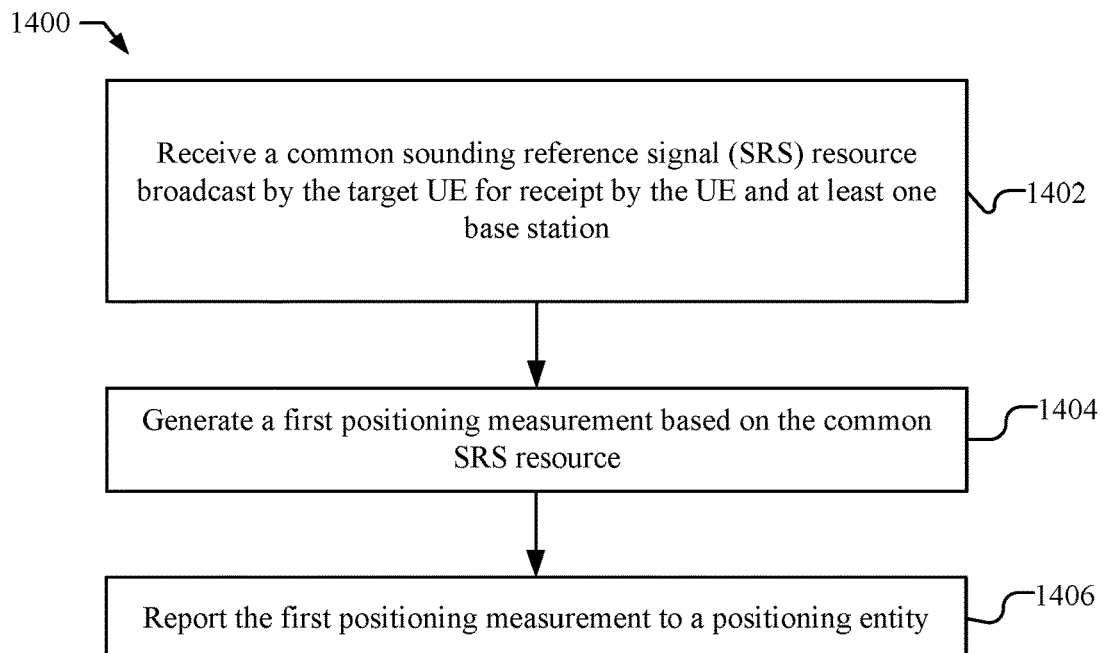 1400
Receive a common sounding reference signal (SRS) resource
broadcast by the target UE for receipt by the UE and at least one
base station
1402
Generate a first positioning measurement based on the common
SRS resource
1404
Report the first positioning measurement to a positioning entity
1406